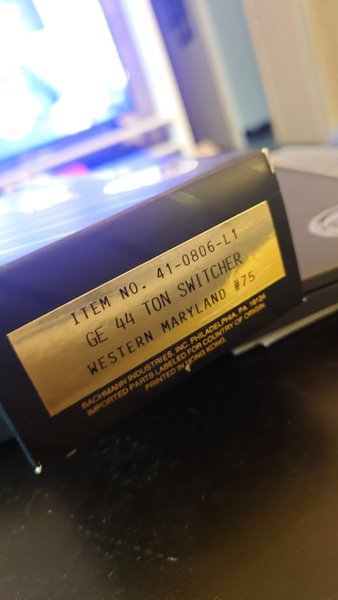 ITEM NO. 41-0806-L1
GE 44 TON SWITCHER
WESTERN MARYLAND #75
BACHMANN INDUSTRIES, INC. PHILADELPHIA, PA. 19124
IMPORTED PARTS LABELED FOR COUNTRY OF ORIGIN.
PRINTED IN HONG KONG.